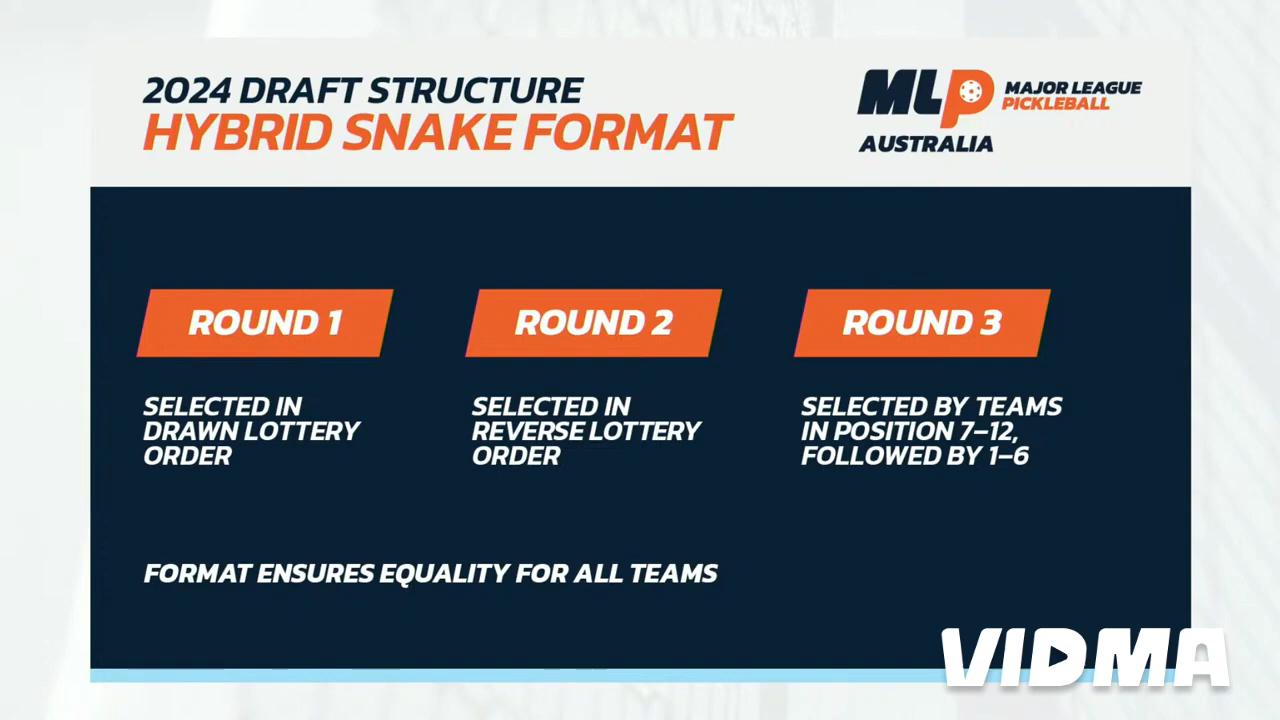 2024 DRAFT STRUCTURE
HYBRID SNAKE FORMAT
MLP
MAJOR LEAGUE
PICKLEBALL
AUSTRALIA
ROUND 1
SELECTED IN
DRAWN LOTTERY
ORDER
ROUND 2
SELECTED IN
REVERSE LOTTERY
ORDER
ROUND 3
SELECTED BY TEAMS
IN POSITION 7–12,
FOLLOWED BY 1–6
FORMAT ENSURES EQUALITY FOR ALL TEAMS
VIDMA